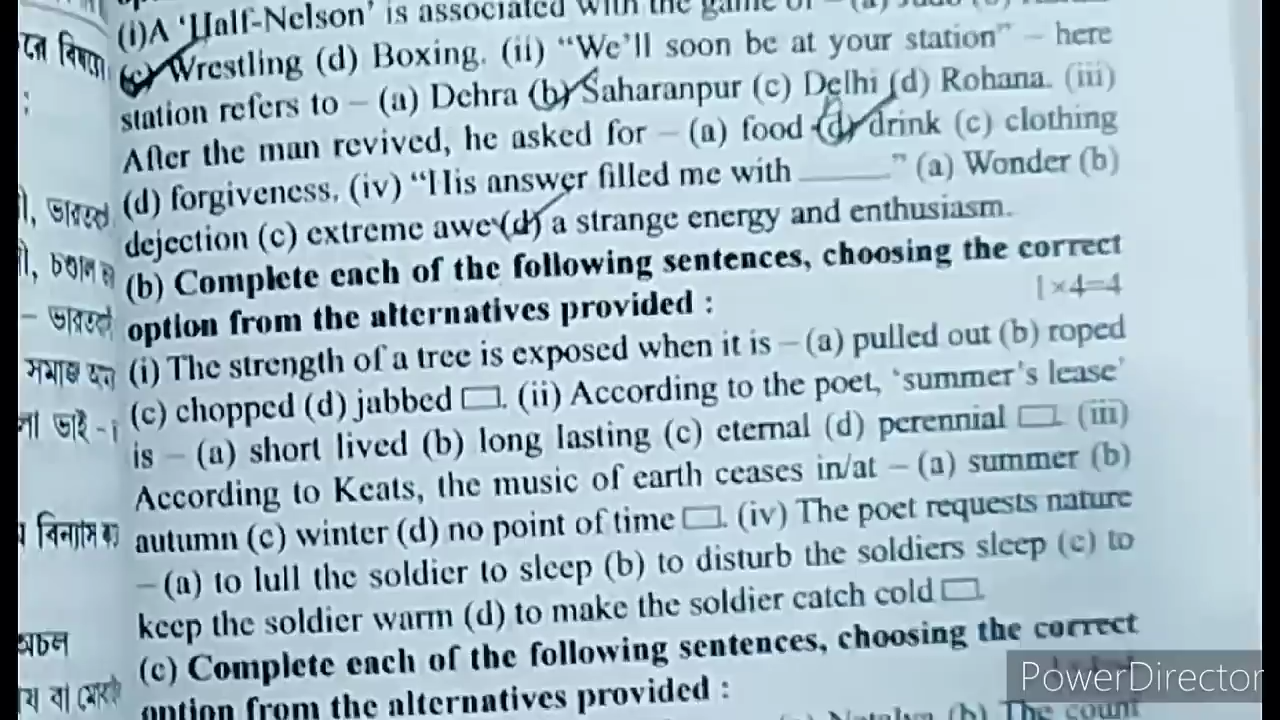 (i)A ‘Half-Nelson’ is associated with the game of – (a) Judo (b)
(c) Wrestling (d) Boxing. (ii) “We’ll soon be at your station” – here
station refers to – (a) Dehra (b) Saharanpur (c) Delhi (d) Rohana. (iii)
After the man revived, he asked for – (a) food (d) drink (c) clothing
(d) forgiveness. (iv) “His answer filled me with ______” (a) Wonder (b)
dejection (c) extreme awe (d) a strange energy and enthusiasm.
(b) Complete each of the following sentences, choosing the correct
option from the alternatives provided :
1×4=4
(i) The strength of a tree is exposed when it is – (a) pulled out (b) roped
(c) chopped (d) jabbed □. (ii) According to the poet, ‘summer’s lease’
is – (a) short lived (b) long lasting (c) eternal (d) perennial □. (iii)
According to Keats, the music of earth ceases in/at – (a) summer (b)
autumn (c) winter (d) no point of time □. (iv) The poet requests nature
– (a) to lull the soldier to sleep (b) to disturb the soldiers sleep (c) to
keep the soldier warm (d) to make the soldier catch cold □.
(c) Complete each of the following sentences, choosing the correct
option from the alternatives provided :
(b) The count
ভারতে
সমাজ
ভাই -
অচল
বা
PowerDirector